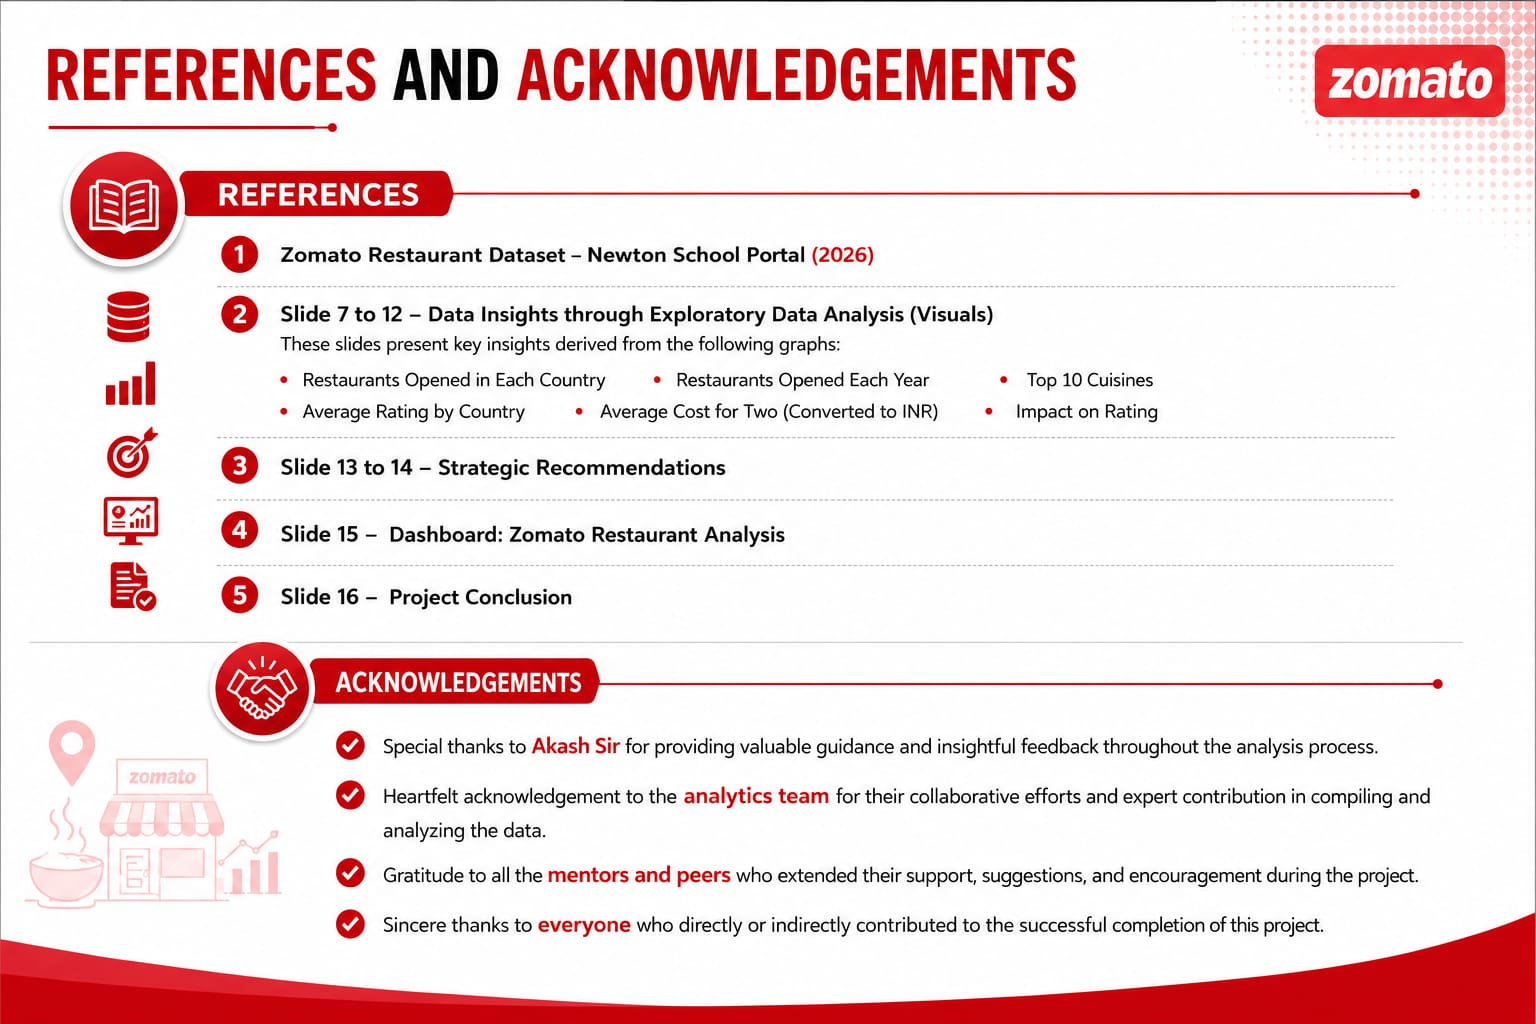 REFERENCES AND ACKNOWLEDGEMENTS
zomato
REFERENCES
1 Zomato Restaurant Dataset – Newton School Portal (2026)
2 Slide 7 to 12 – Data Insights through Exploratory Data Analysis (Visuals)
These slides present key insights derived from the following graphs:
• Restaurants Opened in Each Country • Restaurants Opened Each Year • Top 10 Cuisines
• Average Rating by Country • Average Cost for Two (Converted to INR) • Impact on Rating
3 Slide 13 to 14 – Strategic Recommendations
4 Slide 15 – Dashboard: Zomato Restaurant Analysis
5 Slide 16 – Project Conclusion
ACKNOWLEDGEMENTS
Special thanks to Akash Sir for providing valuable guidance and insightful feedback throughout the analysis process.
Heartfelt acknowledgement to the analytics team for their collaborative efforts and expert contribution in compiling and
analyzing the data.
Gratitude to all the mentors and peers who extended their support, suggestions, and encouragement during the project.
Sincere thanks to everyone who directly or indirectly contributed to the successful completion of this project.
zomato